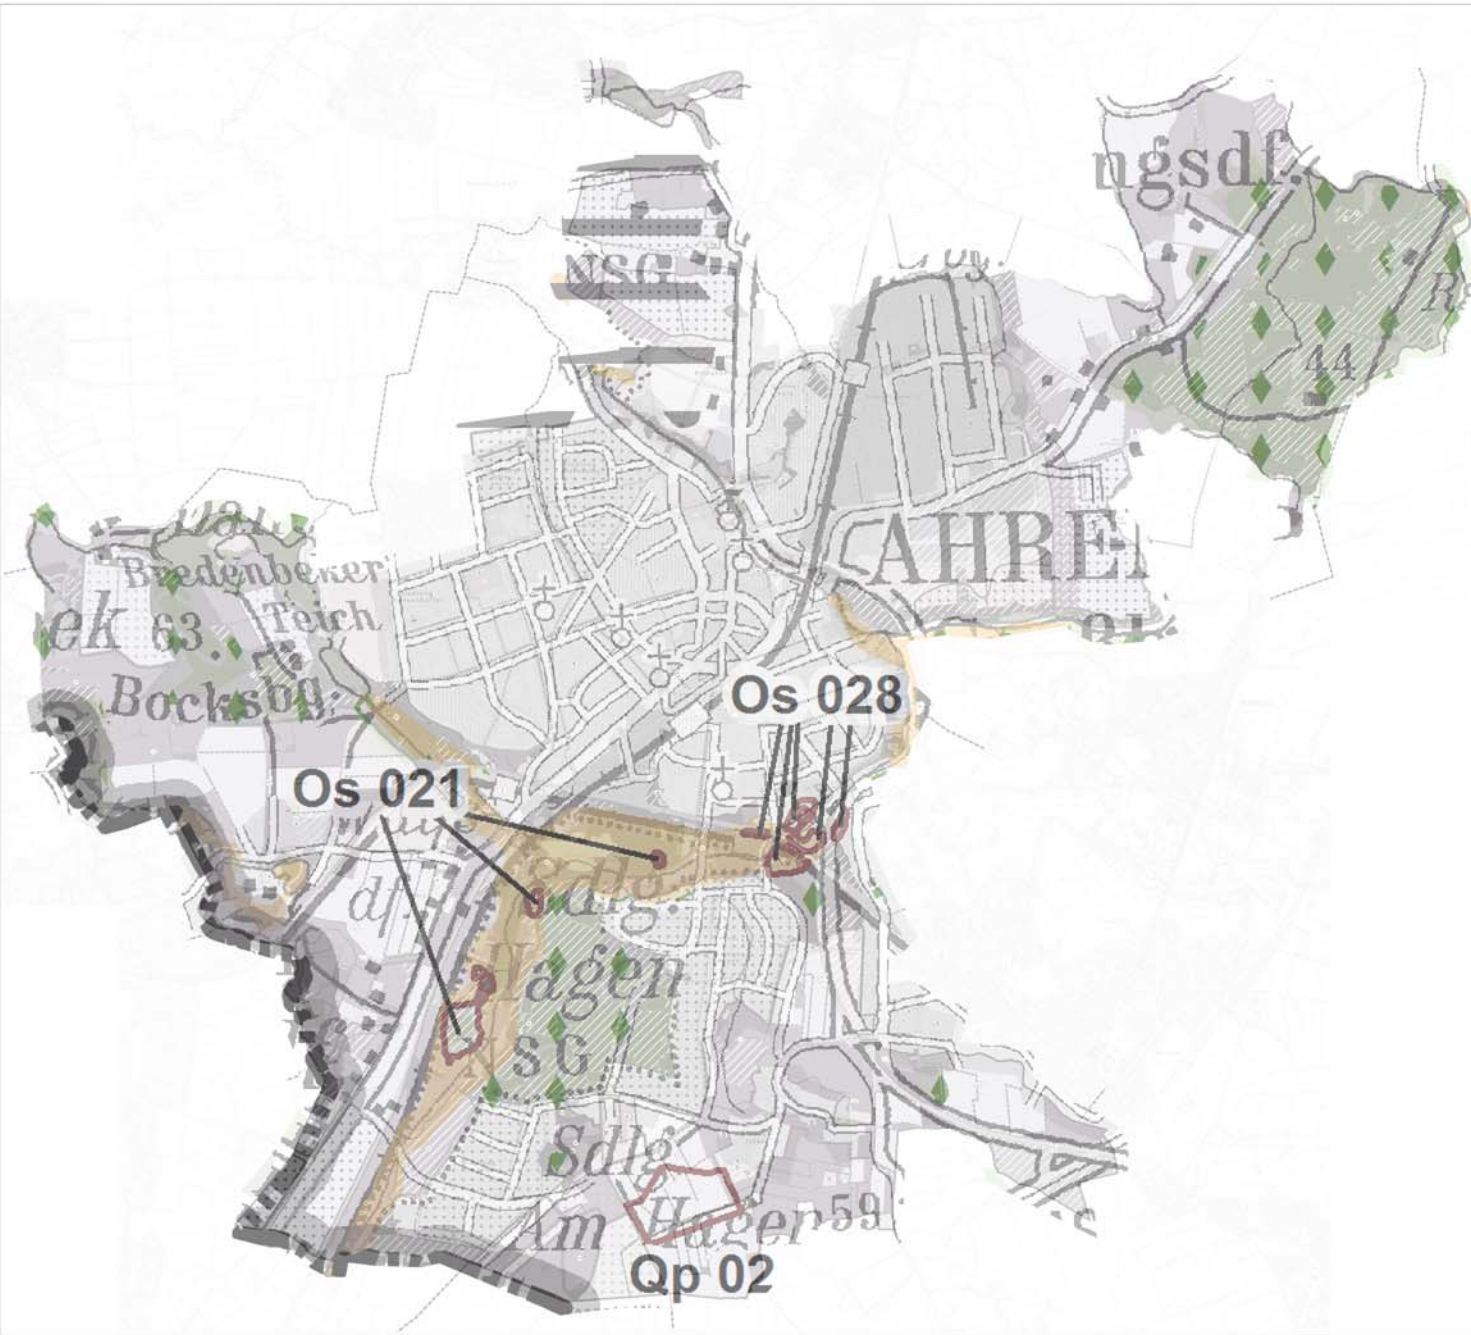 ngsdf.
NSG
R
44
AHRE
Bredenbeker
Teich
ek 63
Bocksbg.
Os 028
Os 021
df.
Sdlg.
Hagen
NSG
Sdlg
Am Hagen 59
Qp 02